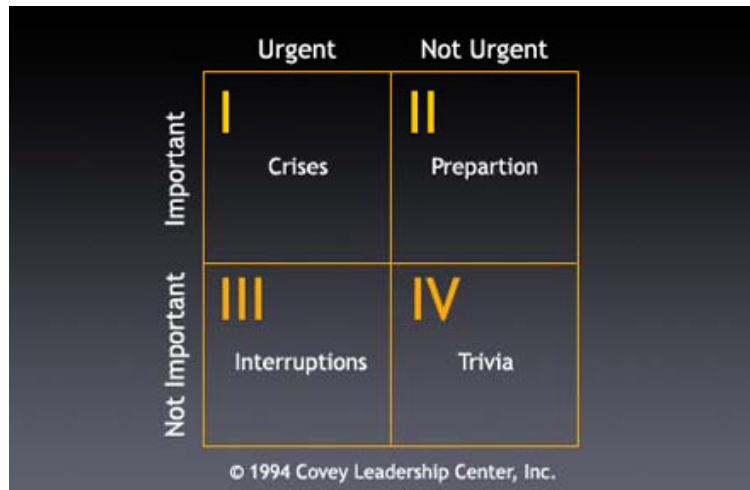 Urgent Not Urgent
Important
I II
Crises Prepartion
Not Important
III IV
Interruptions Trivia
© 1994 Covey Leadership Center, Inc.